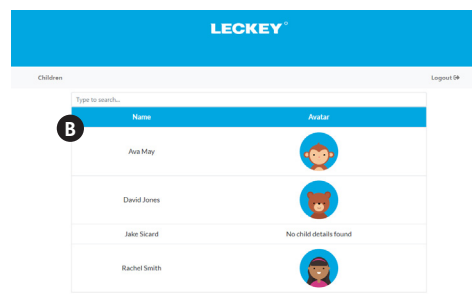 LECKEY°
Children Logout
Type to search...
B
Name Avatar
Ava May
David Jones
Jake Sicard No child details found
Rachel Smith